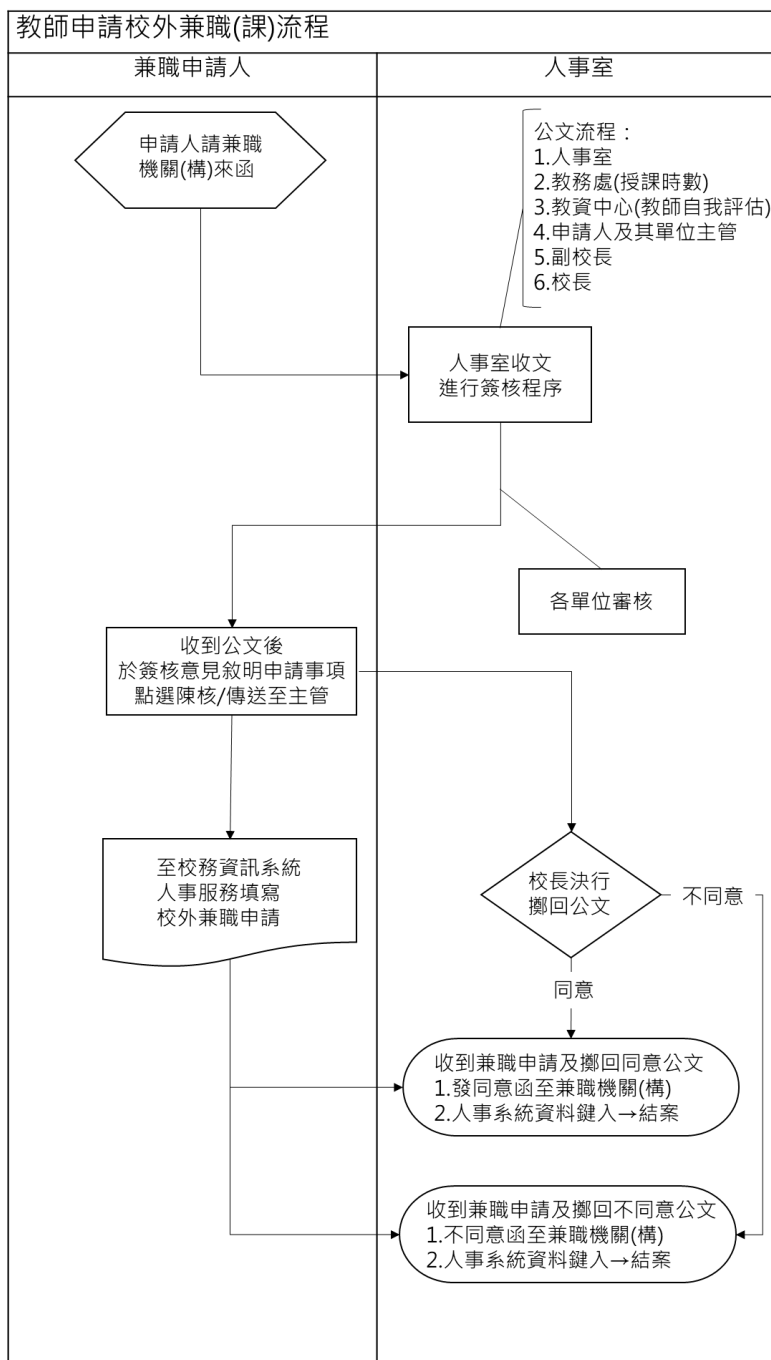 教師申請校外兼職(課)流程
兼職申請人
人事室
申請人請兼職
機關(構)來函
公文流程：
1.人事室
2.教務處(授課時數)
3.教資中心(教師自我評估)
4.申請人及其單位主管
5.副校長
6.校長
人事室收文
進行簽核程序
各單位審核
收到公文後
於簽核意見敘明申請事項
點選陳核/傳送至主管
至校務資訊系統
人事服務填寫
校外兼職申請
校長決行
擲回公文
不同意
同意
收到兼職申請及擲回同意公文
1.發同意函至兼職機關(構)
2.人事系統資料鍵入→結案
收到兼職申請及擲回不同意公文
1.不同意函至兼職機關(構)
2.人事系統資料鍵入→結案